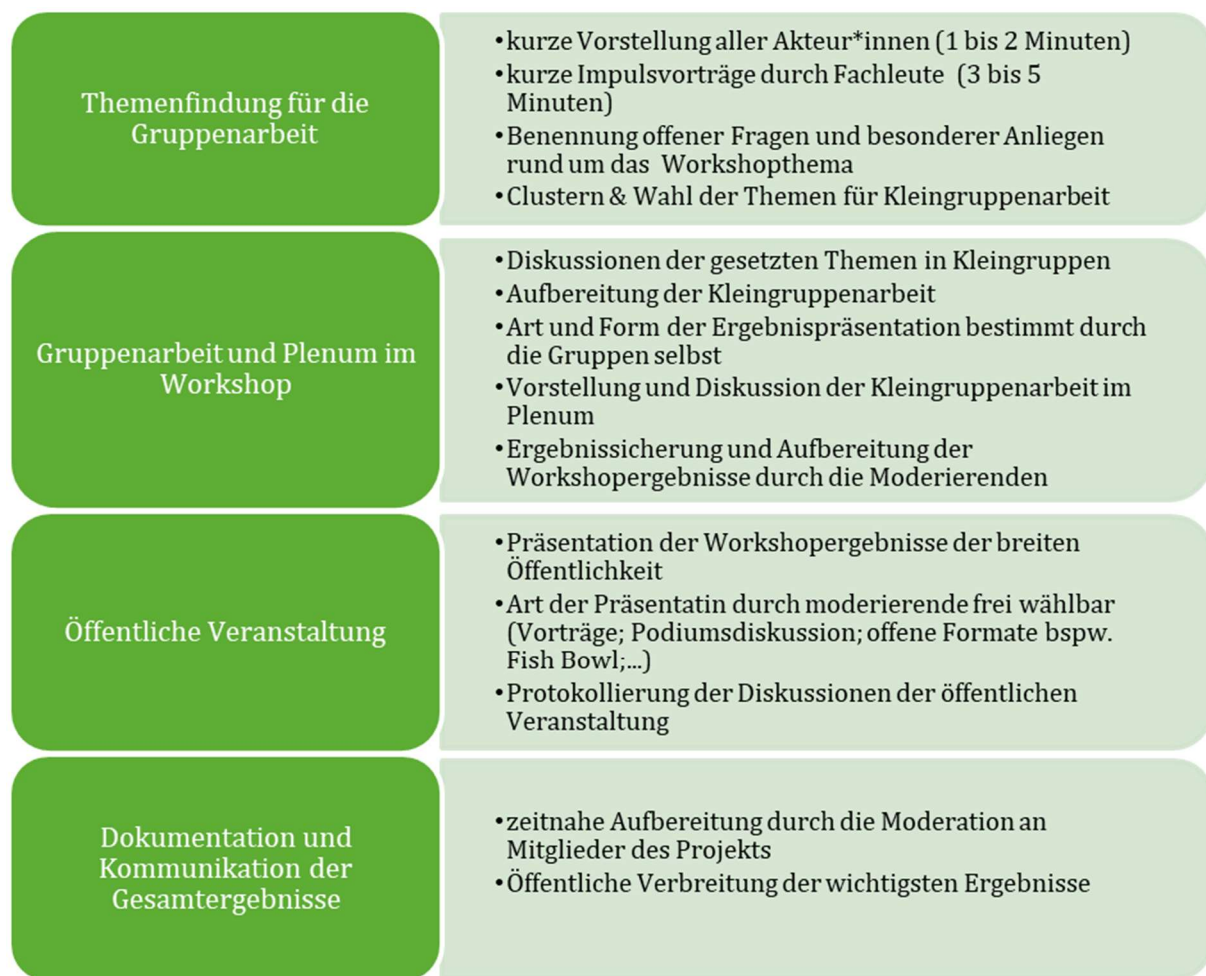 Themenfindung für die
Gruppenarbeit
•kurze Vorstellung aller Akteur*innen (1 bis 2 Minuten)
•kurze Impulsvorträge durch Fachleute (3 bis 5
Minuten)
•Benennung offener Fragen und besonderer Anliegen
rund um das Workshopthema
•Clustern & Wahl der Themen für Kleingruppenarbeit
Gruppenarbeit und Plenum im
Workshop
•Diskussionen der gesetzten Themen in Kleingruppen
•Aufbereitung der Kleingruppenarbeit
•Art und Form der Ergebnispräsentation bestimmt durch
die Gruppen selbst
•Vorstellung und Diskussion der Kleingruppenarbeit im
Plenum
•Ergebnissicherung und Aufbereitung der
Workshopergebnisse durch die Moderierenden
Öffentliche Veranstaltung
•Präsentation der Workshopergebnisse der breiten
Öffentlichkeit
•Art der Präsentatin durch moderierende frei wählbar
(Vorträge; Podiumsdiskussion; offene Formate bspw.
Fish Bowl;...)
•Protokollierung der Diskussionen der öffentlichen
Veranstaltung
Dokumentation und
Kommunikation der
Gesamtergebnisse
•zeitnahe Aufbereitung durch die Moderation an
Mitglieder des Projekts
•Öffentliche Verbreitung der wichtigsten Ergebnisse